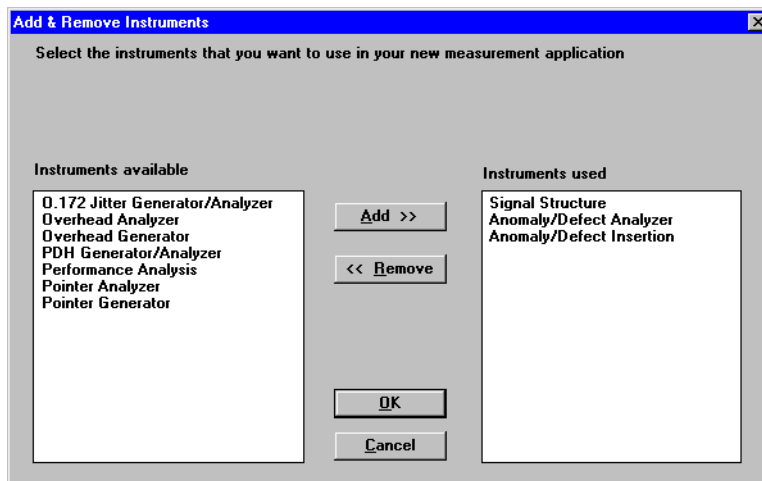 Add & Remove Instruments
Select the instruments that you want to use in your new measurement application
Instruments available
O.172 Jitter Generator/Analyzer
Overhead Analyzer
Overhead Generator
PDH Generator/Analyzer
Performance Analysis
Pointer Analyzer
Pointer Generator
Add >>
<< Remove
OK
Cancel
Instruments used
Signal Structure
Anomaly/Defect Analyzer
Anomaly/Defect Insertion